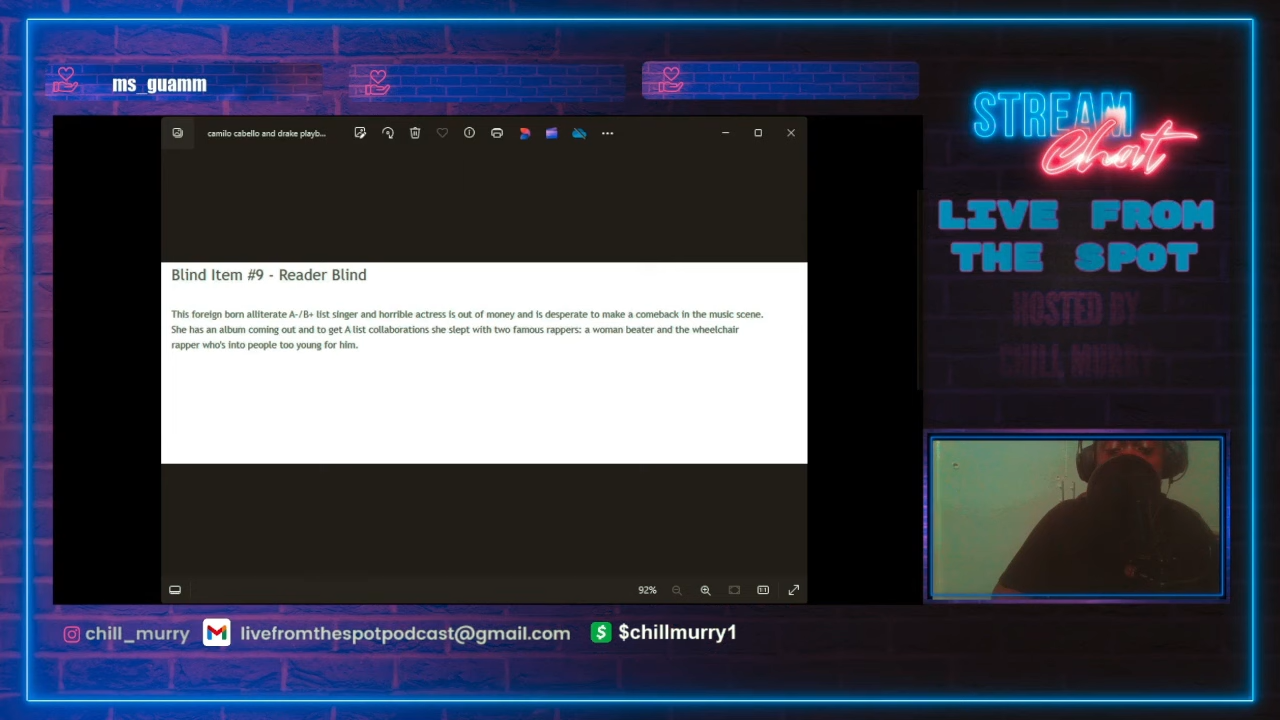 ms_guamm
STREAM
Chat
LIVE FROM
THE SPOT
HOSTED BY
CHILL MURRY
camilo cabello and drake playb...
Blind Item #9 - Reader Blind
This foreign born alliterate A-/B+ list singer and horrible actress is out of money and is desperate to make a comeback in the music scene.
She has an album coming out and to get A list collaborations she slept with two famous rappers: a woman beater and the wheelchair
rapper who's into people too young for him.
92%
chill_murry livefromthespotpodcast@gmail.com $chillmurry1